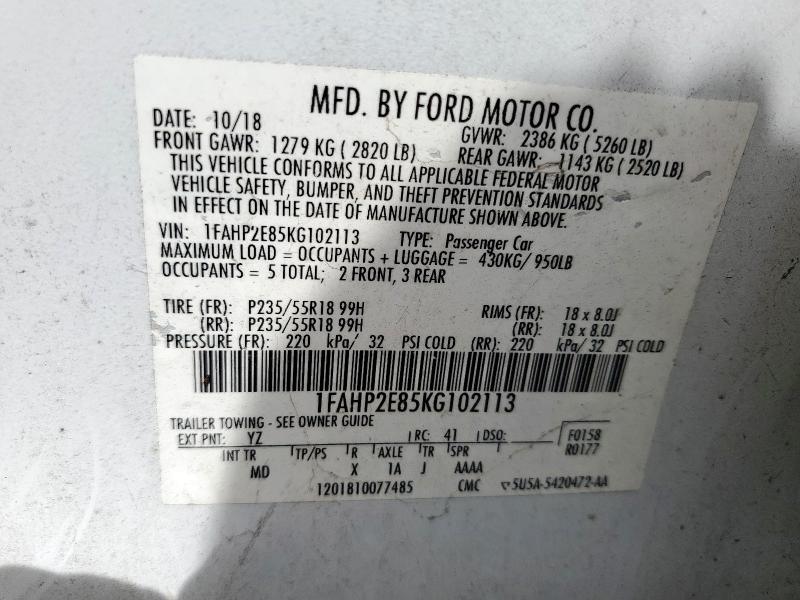 MFD. BY FORD MOTOR CO.
DATE: 10/18 GVWR: 2386 KG ( 5260 LB)
FRONT GAWR: 1279 KG ( 2820 LB) REAR GAWR: 1143 KG ( 2520 LB)
THIS VEHICLE CONFORMS TO ALL APPLICABLE FEDERAL MOTOR
VEHICLE SAFETY, BUMPER, AND THEFT PREVENTION STANDARDS
IN EFFECT ON THE DATE OF MANUFACTURE SHOWN ABOVE.
VIN: 1FAHP2E85KG102113 TYPE: Passenger Car
MAXIMUM LOAD = OCCUPANTS + LUGGAGE = 430KG/ 950LB
OCCUPANTS = 5 TOTAL; 2 FRONT, 3 REAR
TIRE (FR): P235/55R18 99H RIMS (FR): 18 x 8.0J
(RR): P235/55R18 99H (RR): 18 x 8.0J
PRESSURE (FR): 220 kPa/ 32 PSI COLD (RR): 220 kPa/ 32 PSI COLD
1FAHP2E85KG102113
TRAILER TOWING - SEE OWNER GUIDE
EXT PNT: YZ RC: 41 DSO: F0158
INT TR TP/PS R AXLE TR SPR R0177
MD X 1A J AAAA
1201810077485 CMC 5U5A-5420472-AA